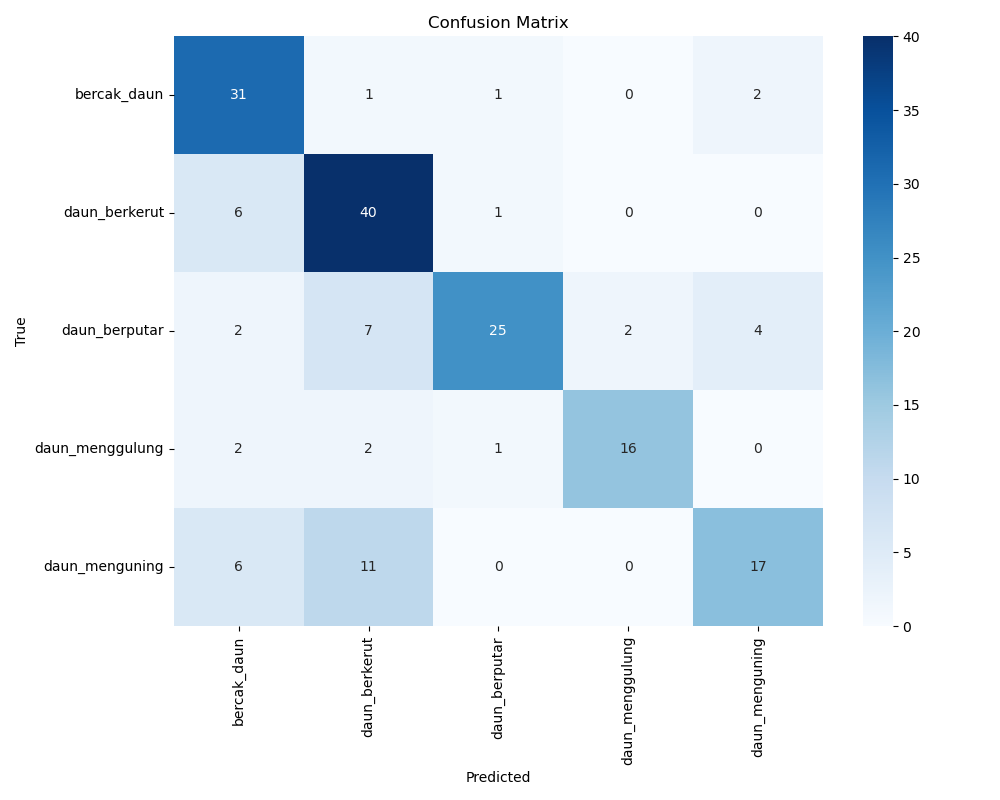 Confusion Matrix
True
bercak_daun 31 1 1 0 2
daun_berkerut 6 40 1 0 0
daun_berputar 2 7 25 2 4
daun_menggulung 2 2 1 16 0
daun_menguning 6 11 0 0 17
bercak_daun daun_berkerut daun_berputar daun_menggulung daun_menguning
Predicted
40
35
30
25
20
15
10
5
0